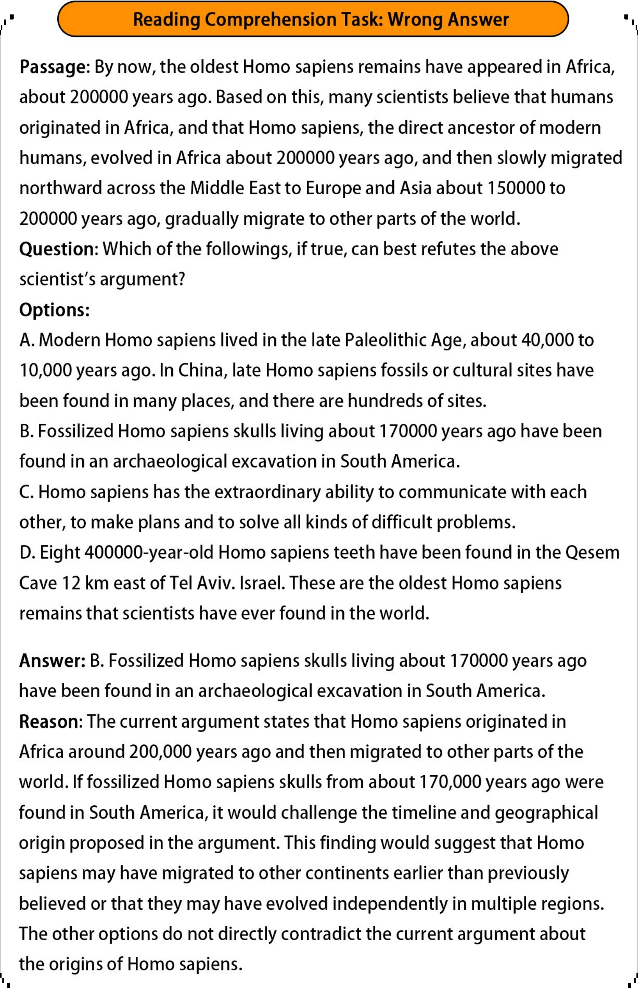 Reading Comprehension Task: Wrong Answer
Passage: By now, the oldest Homo sapiens remains have appeared in Africa,
about 200000 years ago. Based on this, many scientists believe that humans
originated in Africa, and that Homo sapiens, the direct ancestor of modern
humans, evolved in Africa about 200000 years ago, and then slowly migrated
northward across the Middle East to Europe and Asia about 150000 to
200000 years ago, gradually migrate to other parts of the world.
Question: Which of the followings, if true, can best refutes the above
scientist's argument?
Options:
A. Modern Homo sapiens lived in the late Paleolithic Age, about 40,000 to
10,000 years ago. In China, late Homo sapiens fossils or cultural sites have
been found in many places, and there are hundreds of sites.
B. Fossilized Homo sapiens skulls living about 170000 years ago have been
found in an archaeological excavation in South America.
C. Homo sapiens has the extraordinary ability to communicate with each
other, to make plans and to solve all kinds of difficult problems.
D. Eight 400000-year-old Homo sapiens teeth have been found in the Qesem
Cave 12 km east of Tel Aviv. Israel. These are the oldest Homo sapiens
remains that scientists have ever found in the world.
Answer: B. Fossilized Homo sapiens skulls living about 170000 years ago
have been found in an archaeological excavation in South America.
Reason: The current argument states that Homo sapiens originated in
Africa around 200,000 years ago and then migrated to other parts of the
world. If fossilized Homo sapiens skulls from about 170,000 years ago were
found in South America, it would challenge the timeline and geographical
origin proposed in the argument. This finding would suggest that Homo
sapiens may have migrated to other continents earlier than previously
believed or that they may have evolved independently in multiple regions.
The other options do not directly contradict the current argument about
the origins of Homo sapiens.